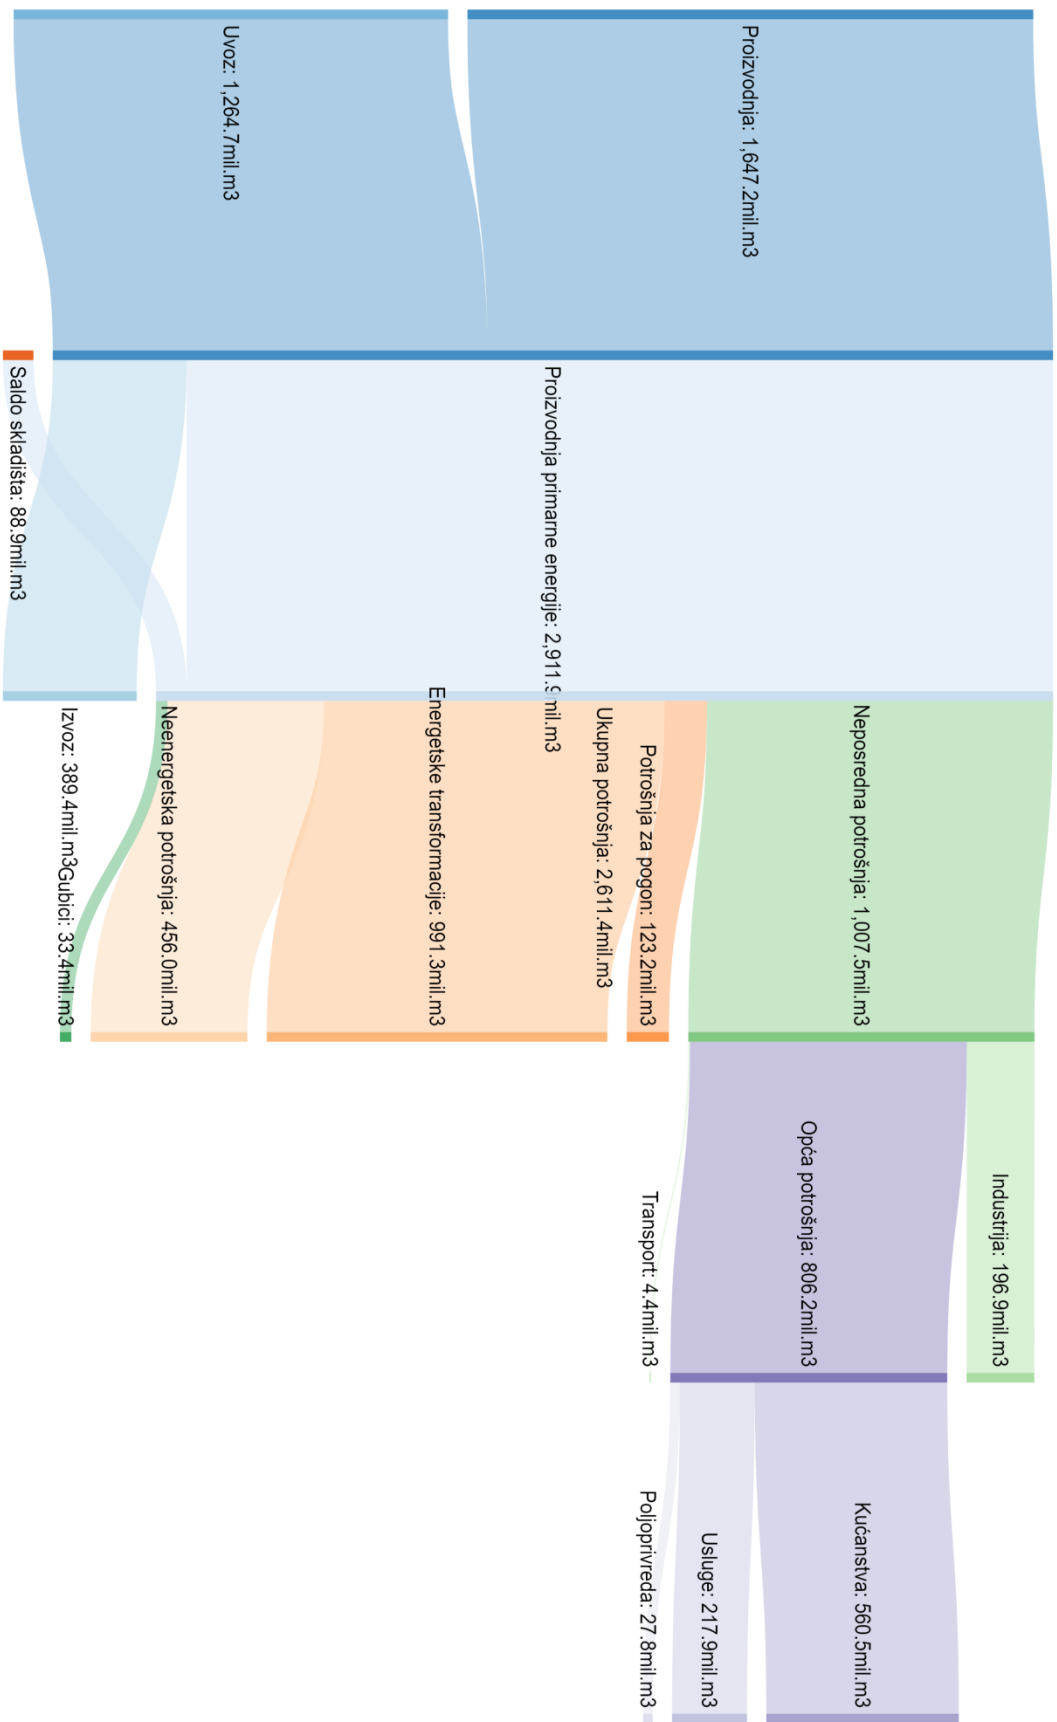 Proizvodnja: 1,647.2mil.m3
Uvoz: 1,264.7mil.m3
Proizvodnja primarne energije: 2,911.9mil.m3
Saldo skladišta: 88.9mil.m3
Neposredna potrošnja: 1,007.5mil.m3
Potrošnja za pogon: 123.2mil.m3
Ukupna potrošnja: 2,611.4mil.m3
Energetske transformacije: 991.3mil.m3
Neenergetska potrošnja: 456.0mil.m3
Izvoz: 389.4mil.m3
Gubici: 33.4mil.m3
Industrija: 196.9mil.m3
Opća potrošnja: 806.2mil.m3
Transport: 4.4mil.m3
Kućanstva: 560.5mil.m3
Usluge: 217.9mil.m3
Poljoprivreda: 27.8mil.m3